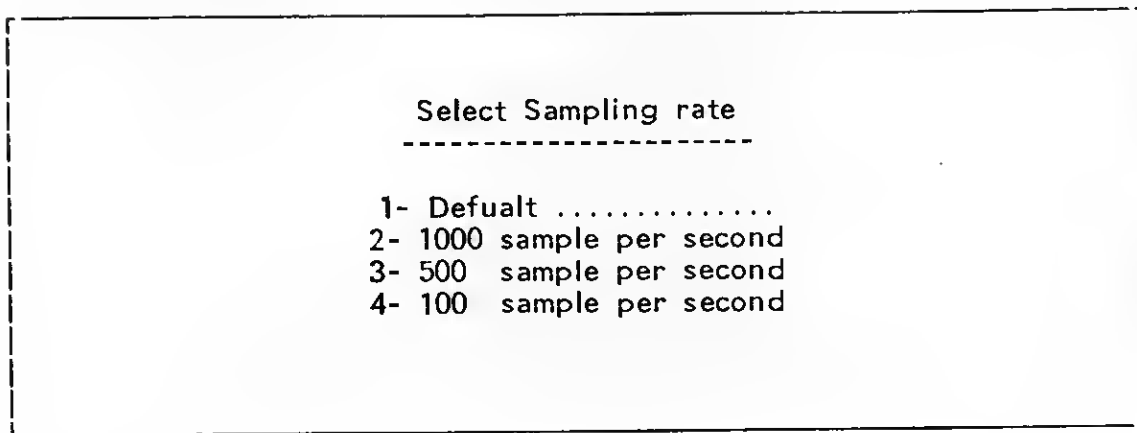 Select Sampling rate
----------------------
1- Defualt ..............
2- 1000 sample per second
3- 500 sample per second
4- 100 sample per second